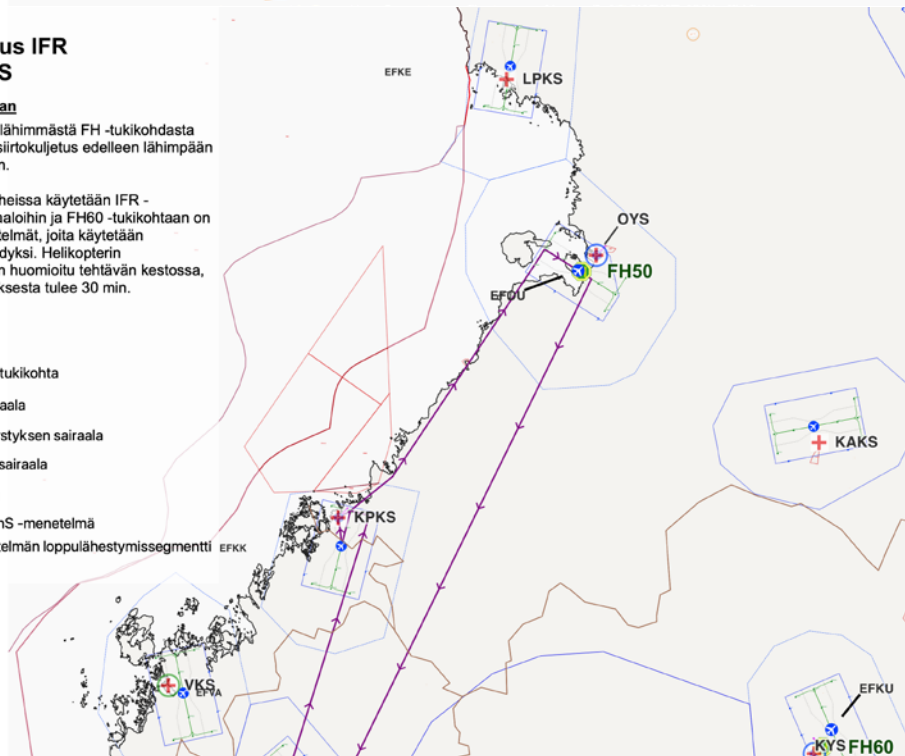 us IFR
S
an
lähimmästä FH -tukikohdasta
siirtokuljetus edelleen lähimpään
n.
heissa käytetään IFR -
aaloihin ja FH60 -tukikohtaan on
telmät, joita käytetään
dyksi. Helikopterin
n huomioitu tehtävän kestossa,
ksesta tulee 30 min.
tukikohta
aala
styksen sairaala
sairaala
nS -menetelmä
telmän loppulähestymissegmentti
EFKE
LPKS
OYS
FH50
EFOU
KAKS
KPKS
EFKK
VKS
EFVA
EFKU
KYS FH60